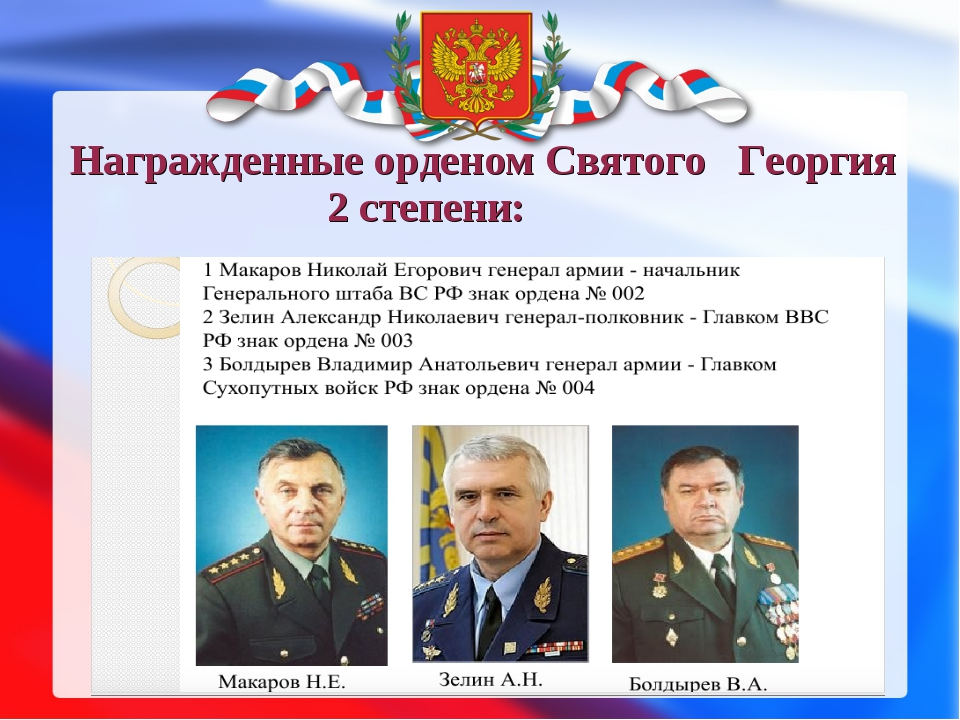 Награжденные орденом Святого Георгия
2 степени:
1 Макаров Николай Егорович генерал армии - начальник
Генерального штаба ВС РФ знак ордена № 002
2 Зелин Александр Николаевич генерал-полковник - Главком ВВС
РФ знак ордена № 003
3 Болдырев Владимир Анатольевич генерал армии - Главком
Сухопутных войск РФ знак ордена № 004
Макаров Н.Е.
Зелин А.Н.
Болдырев В.А.